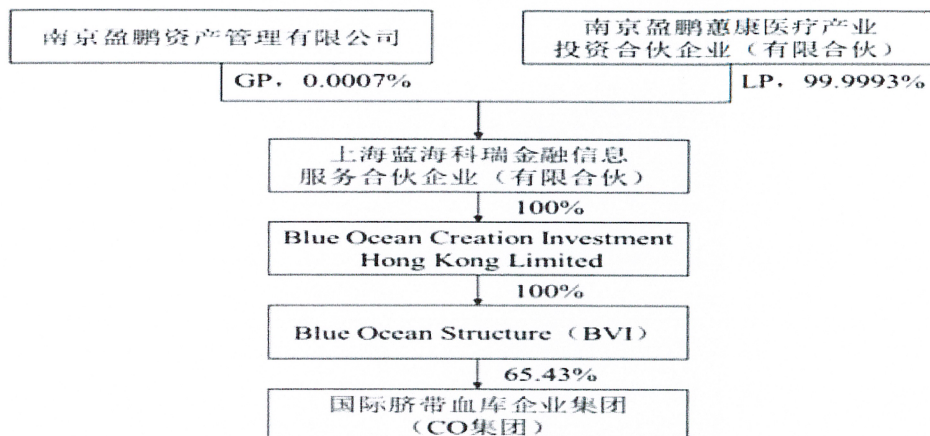 南京盈鹏资产管理有限公司
南京盈鹏蕙康医疗产业
投资合伙企业（有限合伙）
GP，0.0007%
LP，99.9993%
上海蓝海科瑞金融信息
服务合伙企业（有限合伙）
100%
Blue Ocean Creation Investment
Hong Kong Limited
100%
Blue Ocean Structure（BVI）
65.43%
国际脐带血库企业集团
（CO集团）